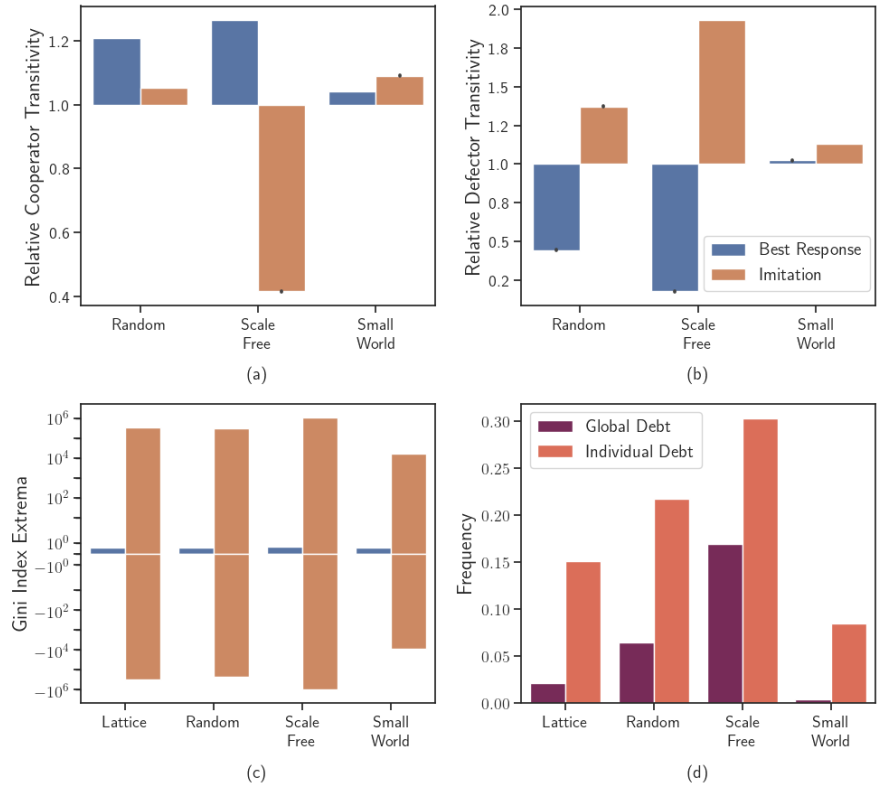 Relative Cooperator Transitivity
1.2
1.0
0.8
0.6
0.4
Random
Scale
Free
Small
World
(a)
Relative Defector Transitivity
2.0
1.8
1.5
1.2
1.0
0.8
0.5
0.2
Best Response
Imitation
Random
Scale
Free
Small
World
(b)
Gini Index Extrema
10^6
10^4
10^2
10^0
−10^0
−10^2
−10^4
−10^6
Lattice
Random
Scale
Free
Small
World
(c)
Frequency
0.30
0.25
0.20
0.15
0.10
0.05
0.00
Global Debt
Individual Debt
Lattice
Random
Scale
Free
Small
World
(d)